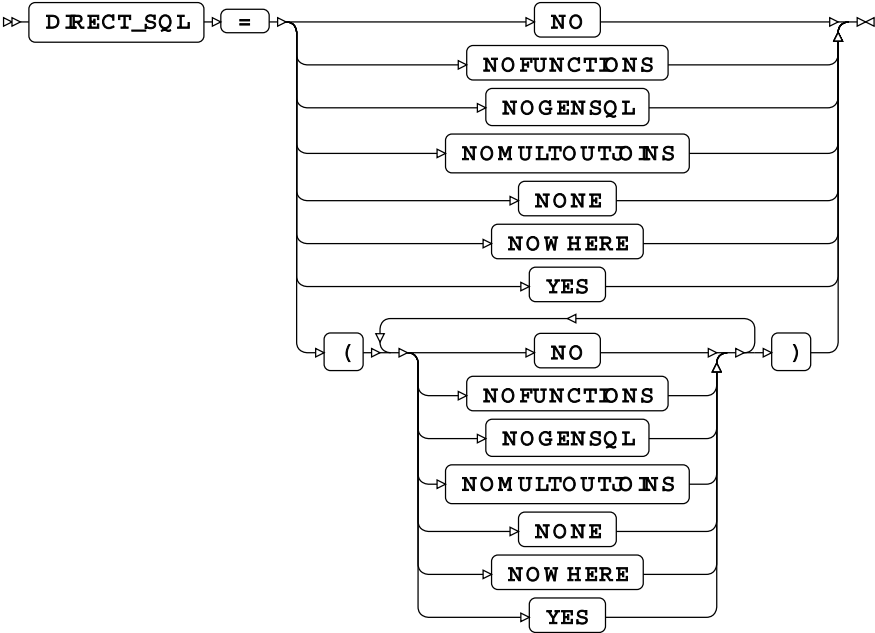 DIRECT_SQL = NO
NOFUNCTIONS
NOGENSQL
NOMULTOUTJOINS
NONE
NOWHERE
YES
( NO )
NOFUNCTIONS
NOGENSQL
NOMULTOUTJOINS
NONE
NOWHERE
YES